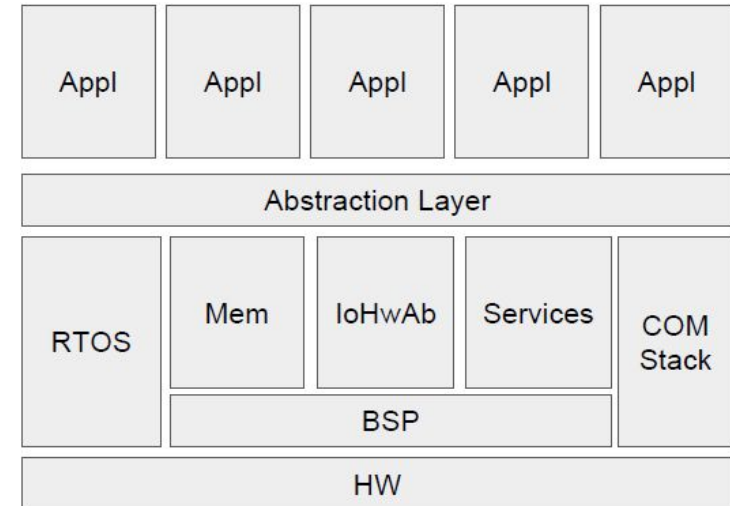 Appl
Appl
Appl
Appl
Appl
Abstraction Layer
RTOS
Mem
IoHwAb
Services
COM
Stack
BSP
HW